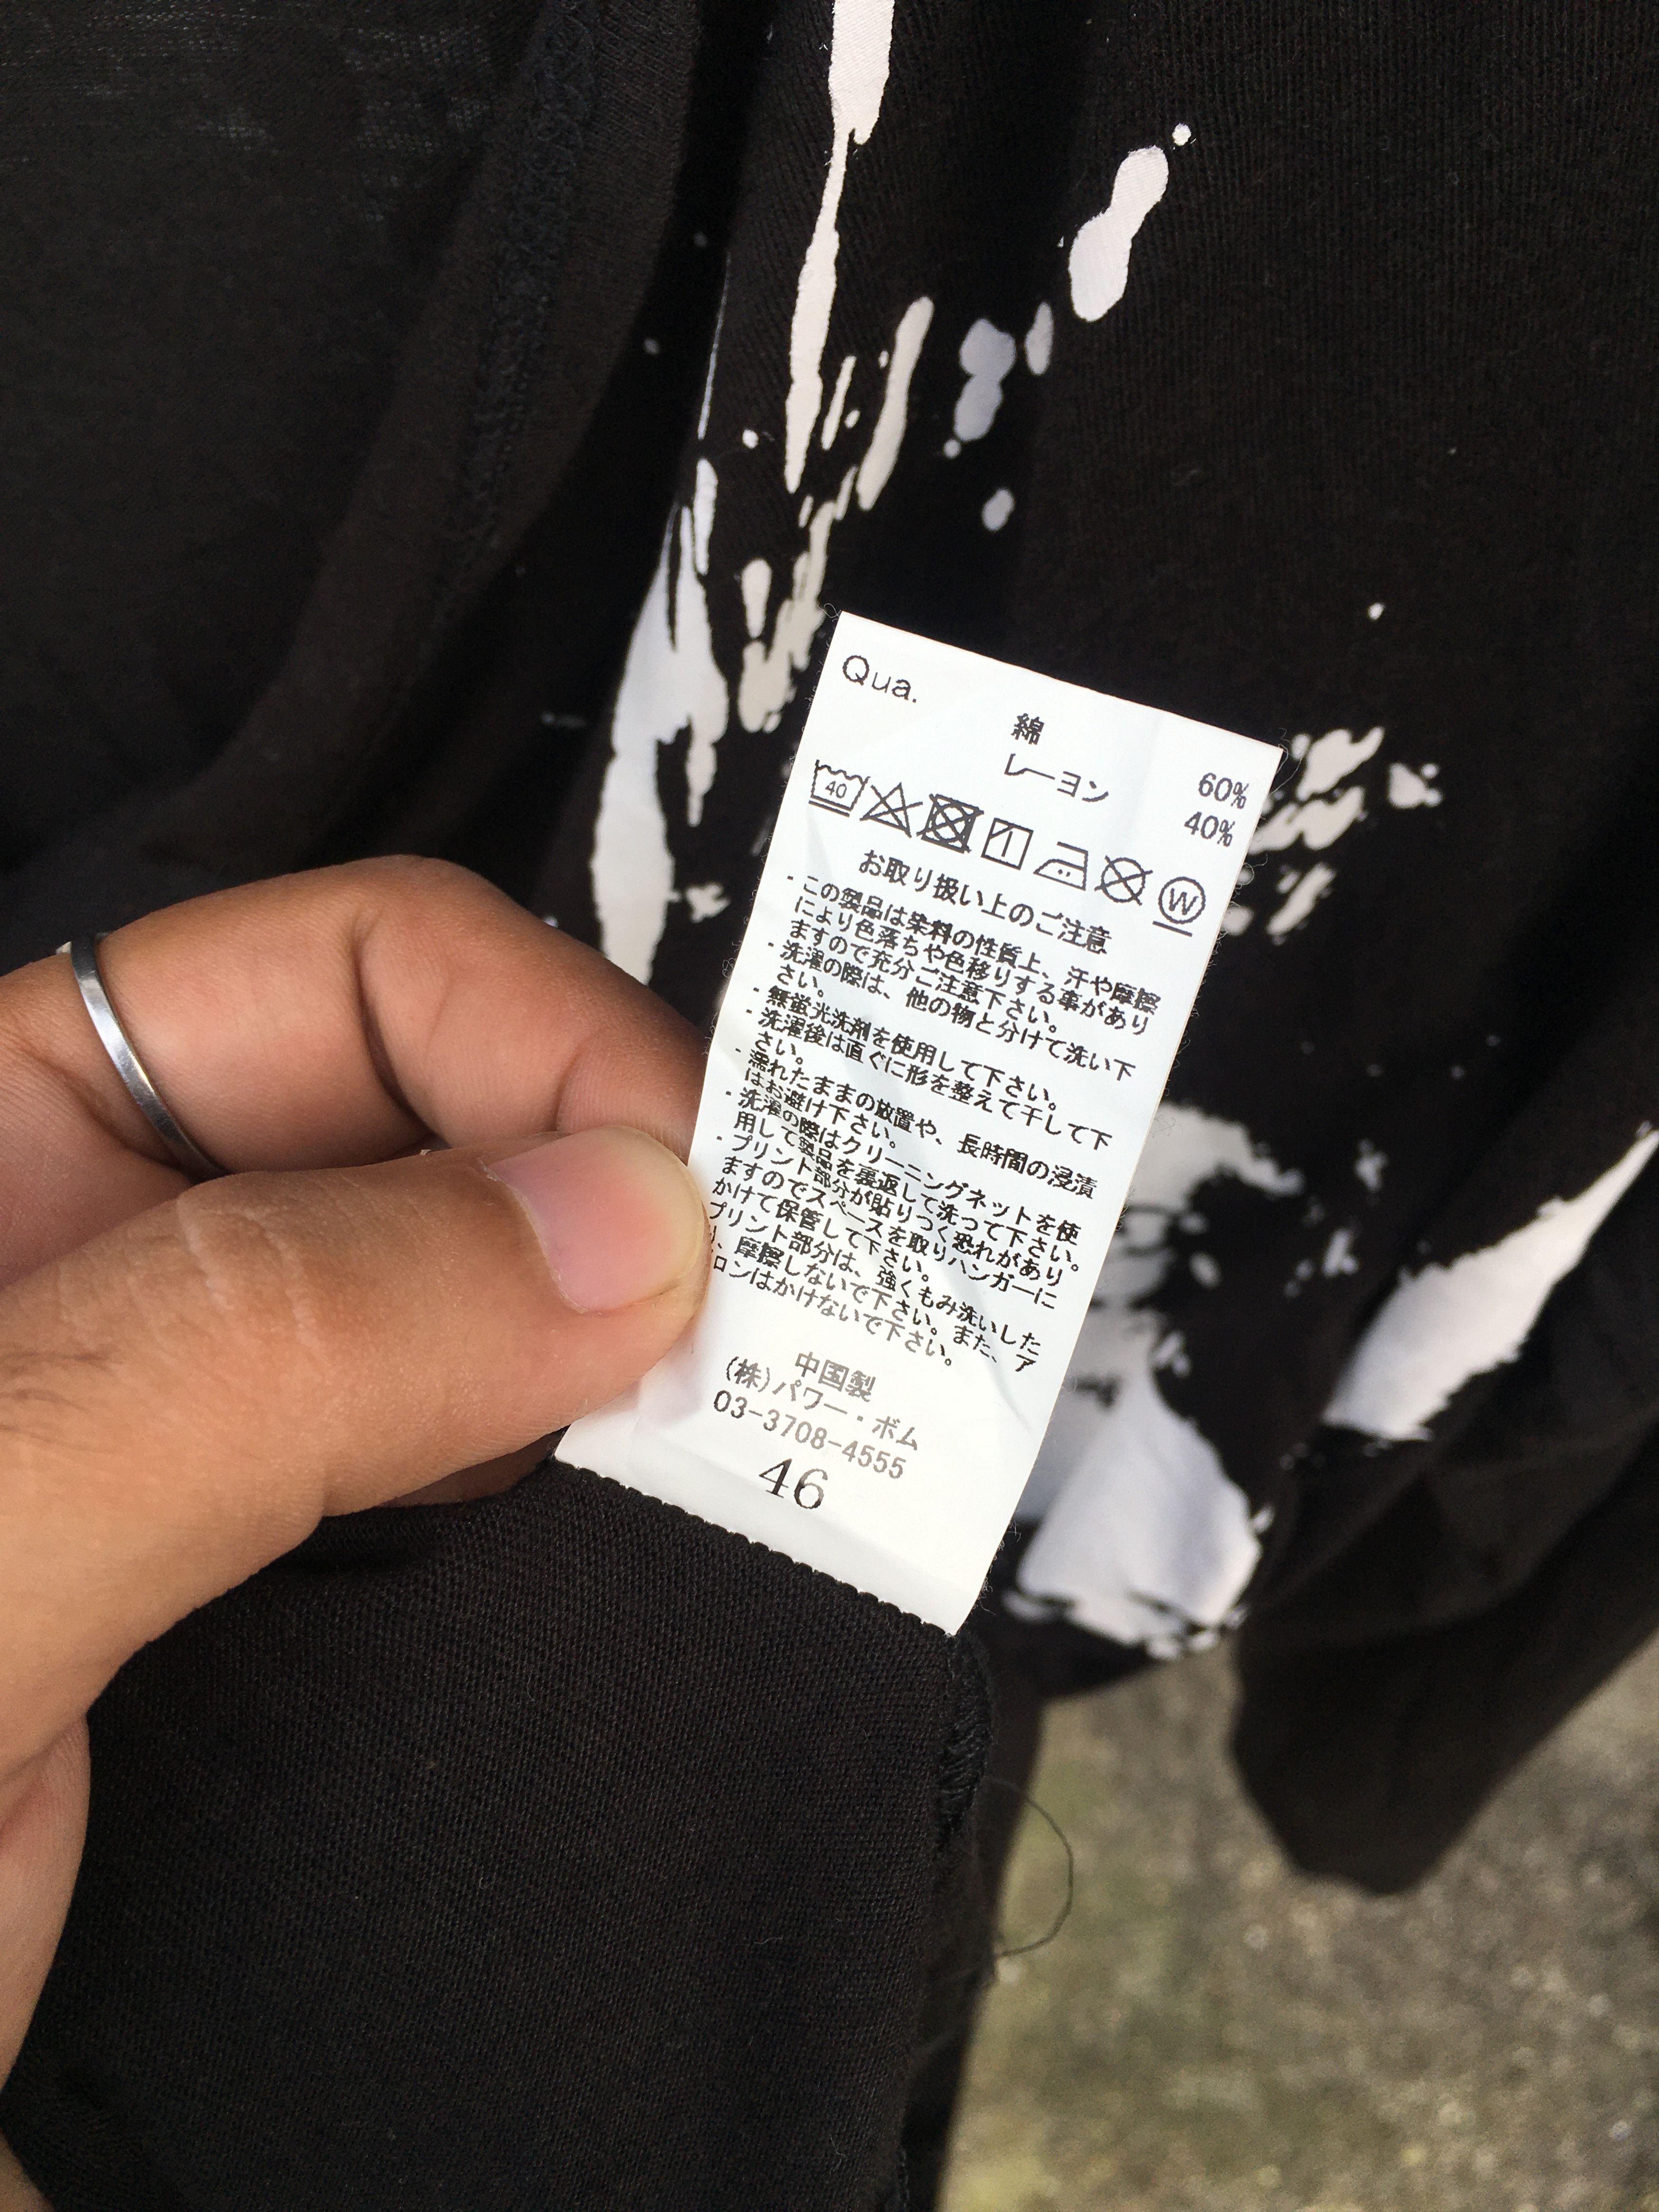 Qua.
綿 60%
レーヨン 40%
40
W
お取り扱い上のご注意
・この製品は染料の性質上、汗や摩擦
により色落ちや色移りする事があり
ますので充分ご注意下さい。
・洗濯の際は、他の物と分けて洗い下
さい。
・無蛍光洗剤を使用して下さい。
・洗濯後は直ぐに形を整えて干して下
さい。
・濡れたままの放置や、長時間の浸漬
はお避け下さい。
・洗濯の際はクリーニングネットを使
用して製品を裏返して洗って下さい。
・プリント部分が貼りつく恐れがあり
ますのでスペースを取りハンガーに
かけて保管して下さい。
プリント部分は、強くもみ洗いした
り、摩擦しないで下さい。また、ア
ロンはかけないで下さい。
中国製
(株)パワー・ボム
03-3708-4555
46